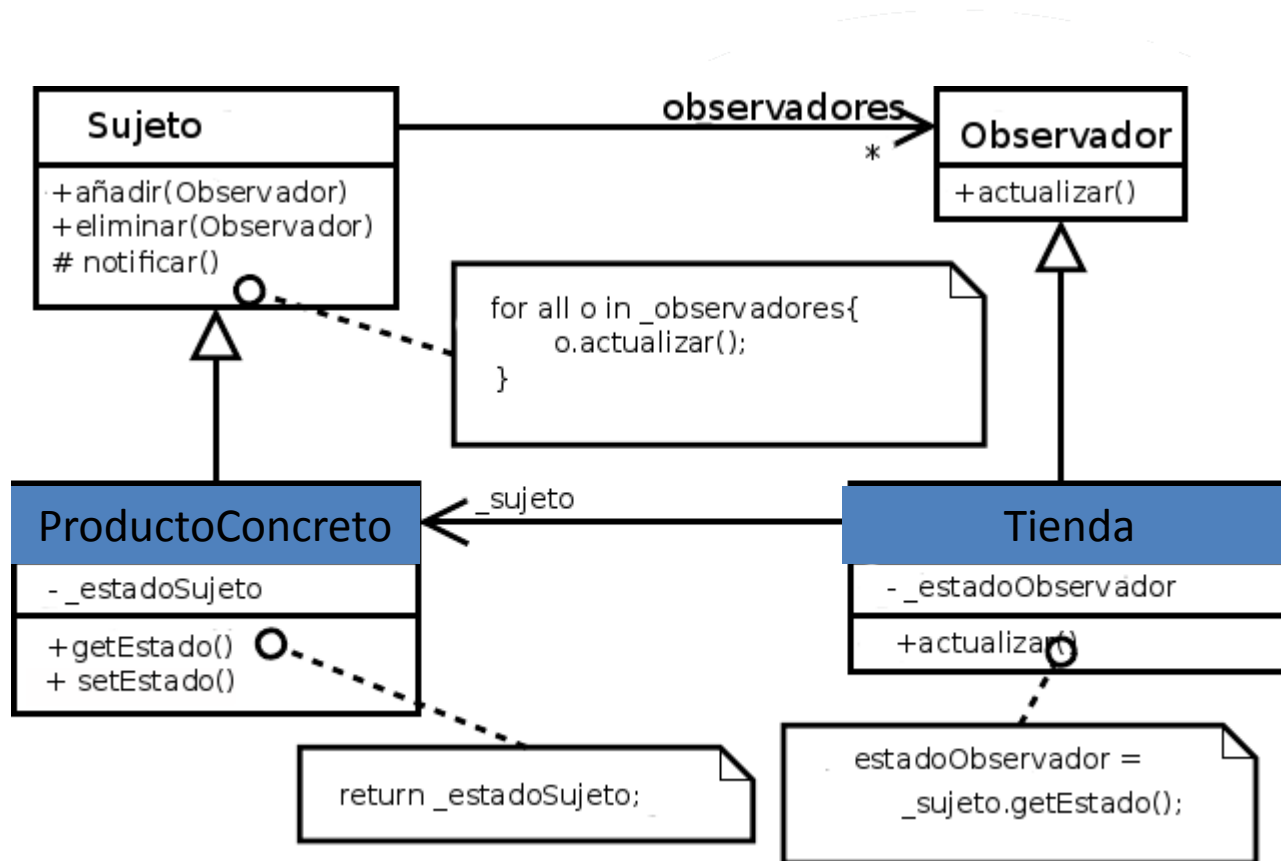 Sujeto
+añadir(Observador)
+eliminar(Observador)
# notificar()
observadores
*
Observador
+actualizar()
for all o in _observadores{
o.actualizar();
}
ProductoConcreto
- _estadoSujeto
+getEstado()
+ setEstado()
_sujeto
Tienda
- _estadoObservador
+actualizar()
return _estadoSujeto;
estadoObservador =
_sujeto.getEstado();